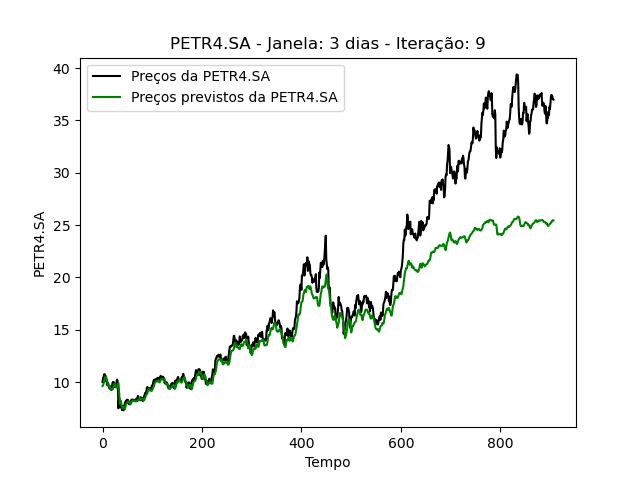 PETR4.SA - Janela: 3 dias - Iteração: 9
Preços da PETR4.SA
Preços previstos da PETR4.SA
PETR4.SA
40
35
30
25
20
15
10
0 200 400 600 800
Tempo